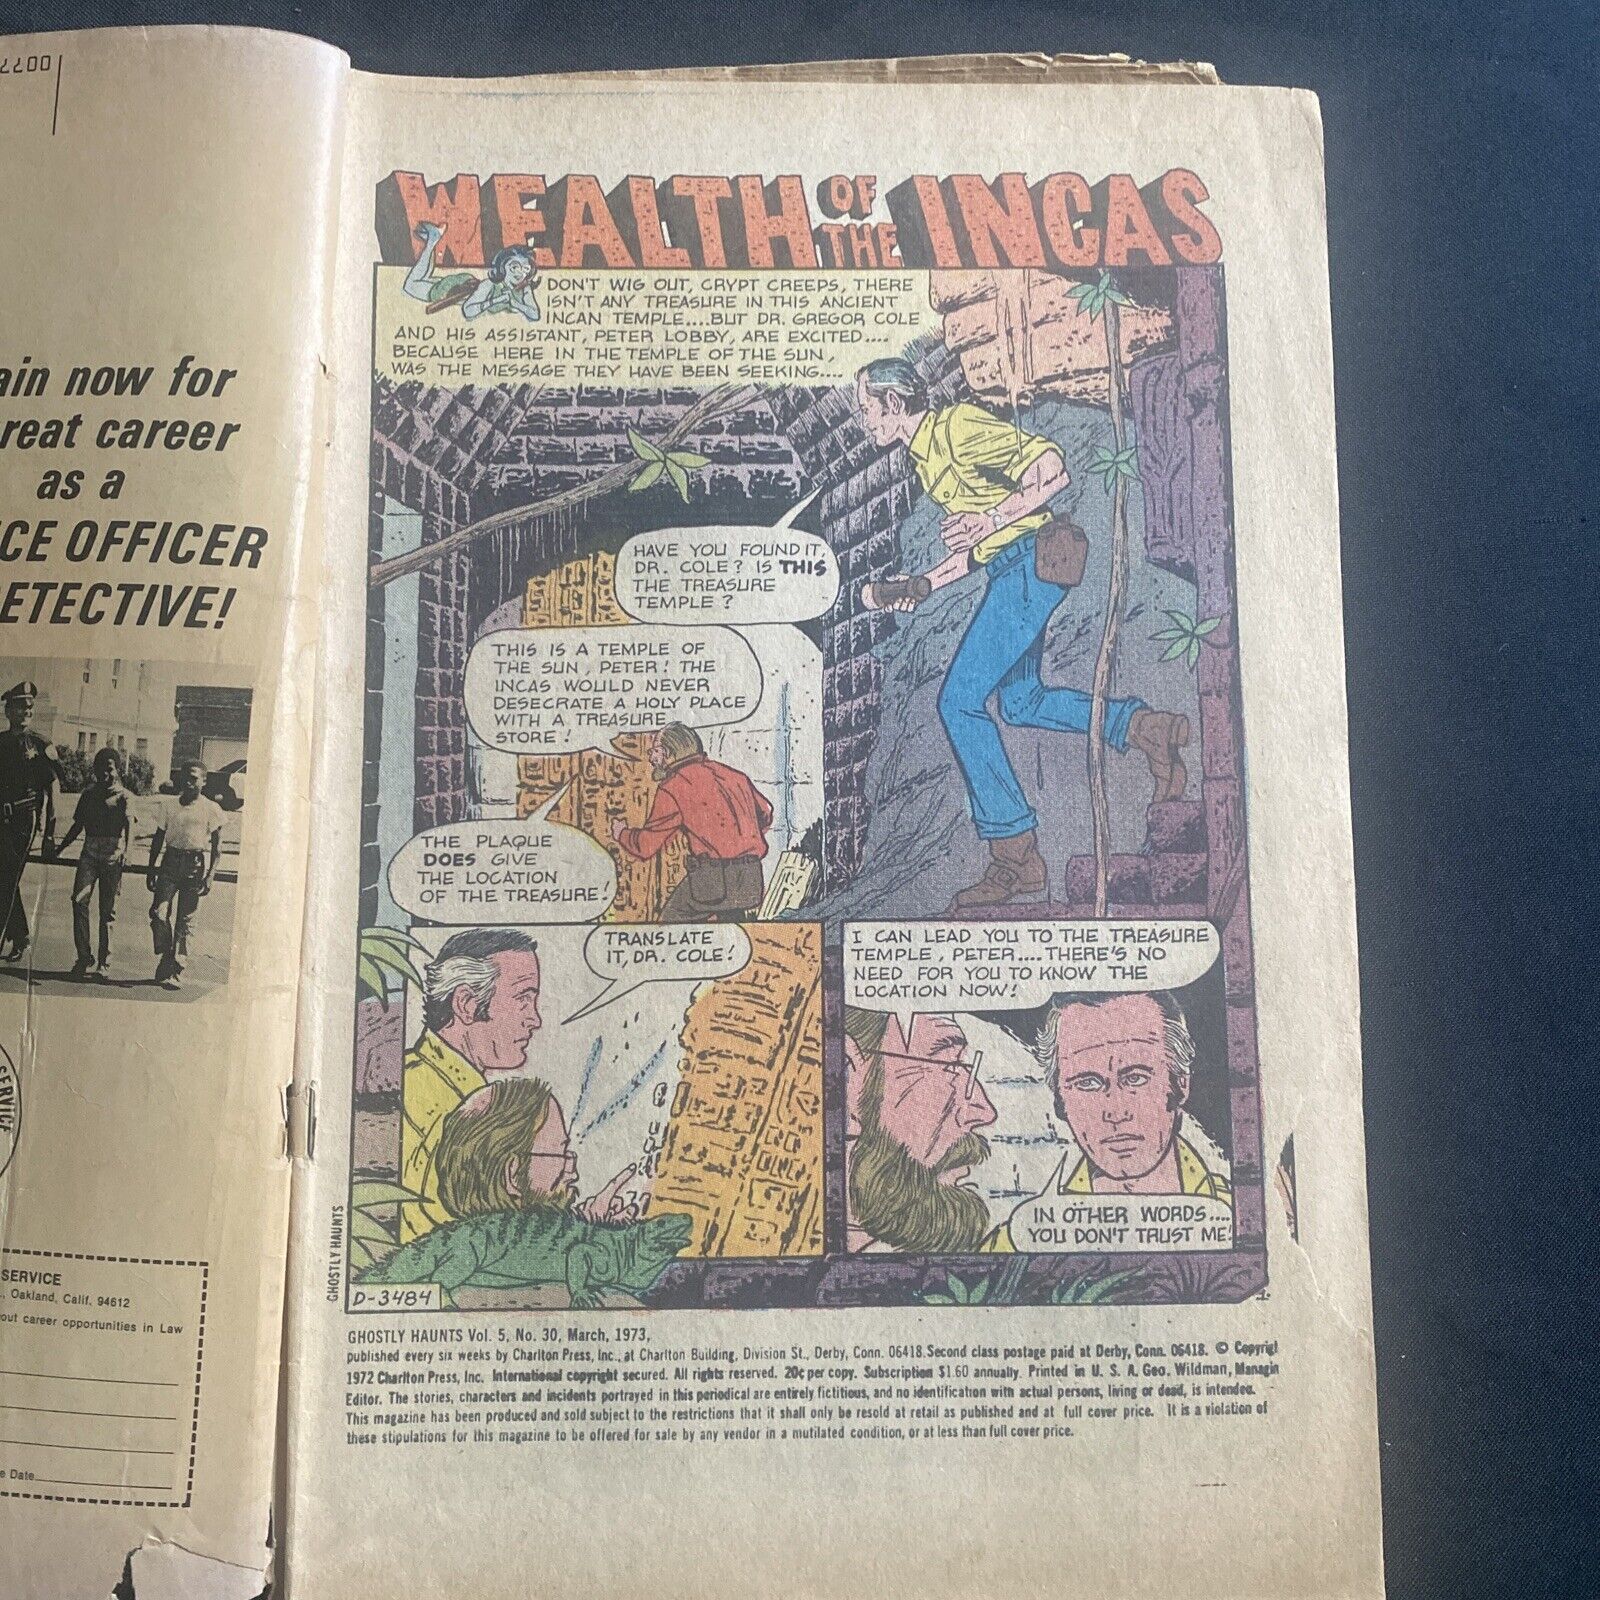 00
ain now for
reat career
as a
CE OFFICER
ETECTIVE!
SERVICE
SERVICE
Oakland, Calif. 94612
out career opportunities in Law
e Date
WEALTH OF THE INCAS
DON'T WIG OUT, CRYPT CREEPS, THERE
ISN'T ANY TREASURE IN THIS ANCIENT
INCAN TEMPLE....BUT DR. GREGOR COLE
AND HIS ASSISTANT, PETER LOBBY, ARE EXCITED....
BECAUSE HERE IN THE TEMPLE OF THE SUN,
WAS THE MESSAGE THEY HAVE BEEN SEEKING....
HAVE YOU FOUND IT,
DR. COLE? IS THIS
THE TREASURE
TEMPLE?
THIS IS A TEMPLE OF
THE SUN, PETER! THE
INCAS WOULD NEVER
DESECRATE A HOLY PLACE
WITH A TREASURE
STORE!
THE PLAQUE
DOES GIVE
THE LOCATION
OF THE TREASURE!
TRANSLATE
IT, DR. COLE!
I CAN LEAD YOU TO THE TREASURE
TEMPLE, PETER....THERE'S NO
NEED FOR YOU TO KNOW THE
LOCATION NOW!
IN OTHER WORDS....
YOU DON'T TRUST ME!
GHOSTLY HAUNTS
D-3484
1.
GHOSTLY HAUNTS Vol. 5, No. 30, March, 1973,
published every six weeks by Charlton Press, Inc., at Charlton Building, Division St., Derby, Conn. 06418. Second class postage paid at Derby, Conn. 06418. © Copyrigl
1972 Charlton Press, Inc. International copyright secured. All rights reserved. 20¢ per copy. Subscription $1.60 annually. Printed in U. S. A. Geo. Wildman, Managin
Editor. The stories, characters and incidents portrayed in this periodical are entirely fictitious, and no identification with actual persons, living or dead, is intended.
This magazine has been produced and sold subject to the restrictions that it shall only be resold at retail as published and at full cover price. It is a violation of
these stipulations for this magazine to be offered for sale by any vendor in a mutilated condition, or at less than full cover price.